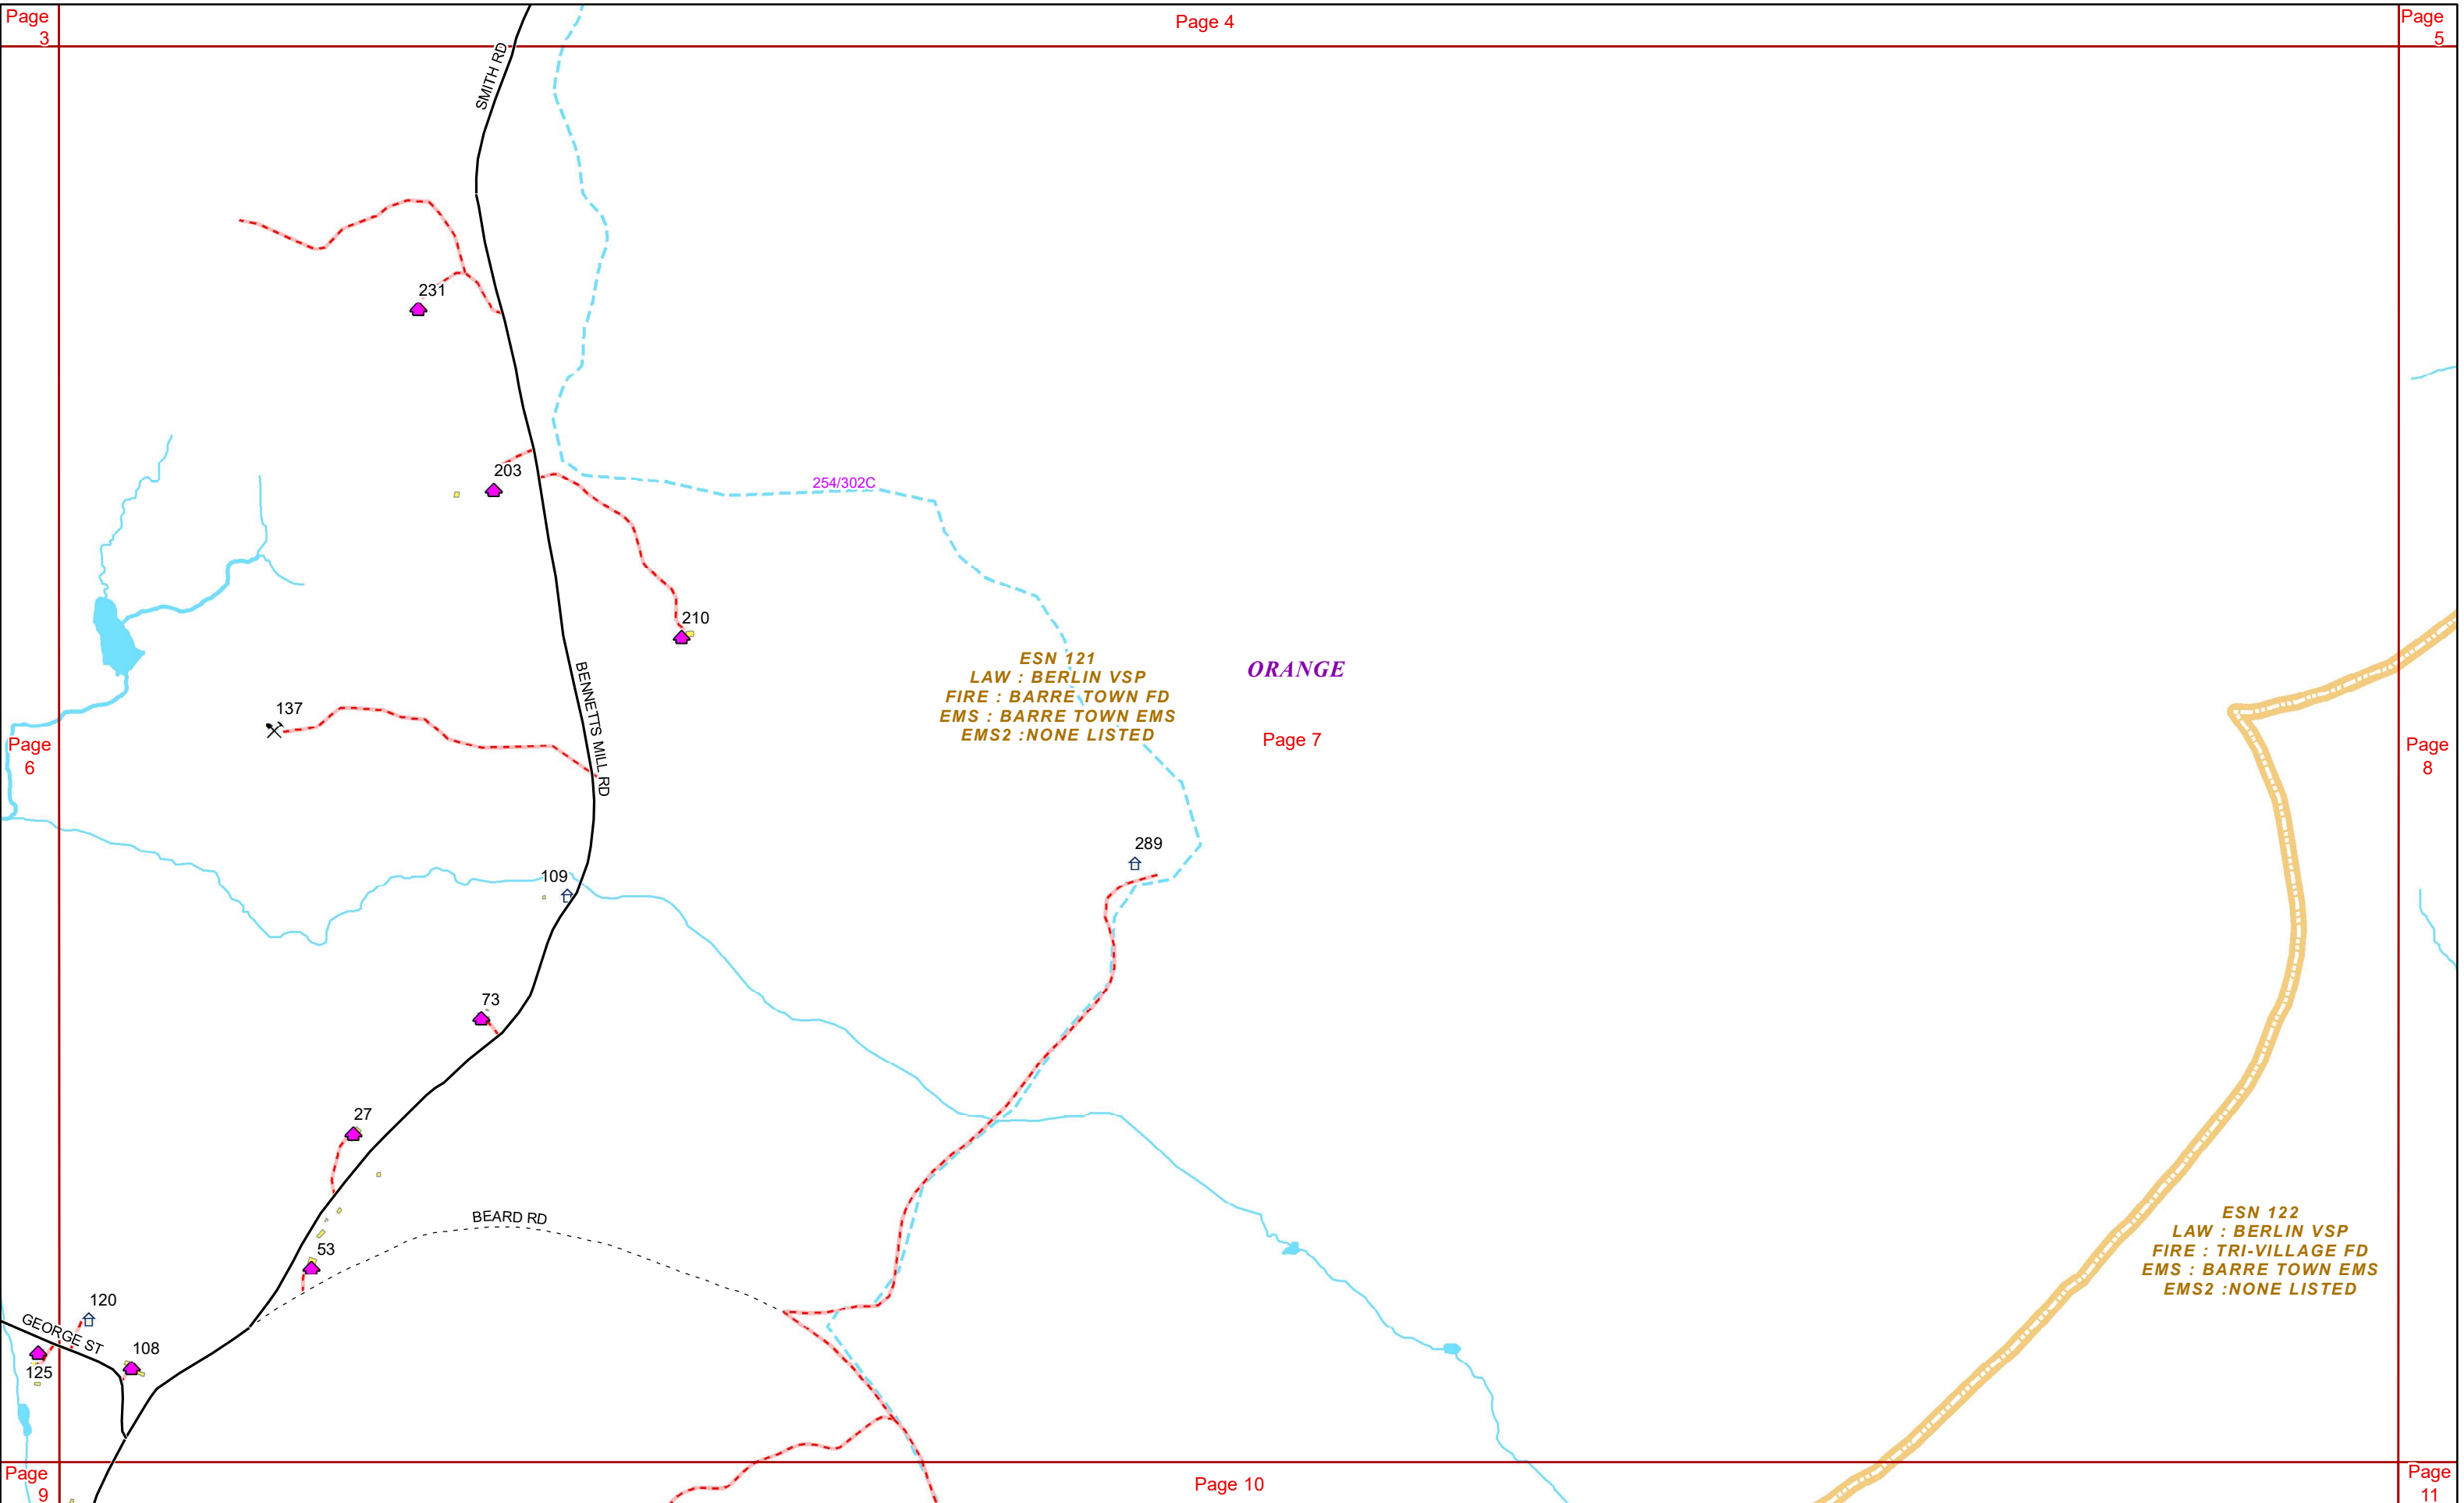 Page
3
Page 4
Page
5
SMITH RD
231
203
254/302C
210
ESN 121
LAW : BERLIN VSP
FIRE : BARRE TOWN FD
EMS : BARRE TOWN EMS
EMS2 :NONE LISTED
ORANGE
BENNETTS MILL RD
137
Page
6
Page 7
Page
8
289
109
73
27
BEARD RD
53
ESN 122
LAW : BERLIN VSP
FIRE : TRI-VILLAGE FD
EMS : BARRE TOWN EMS
EMS2 :NONE LISTED
120
GEORGE ST
108
125
Page
9
Page 10
Page
11